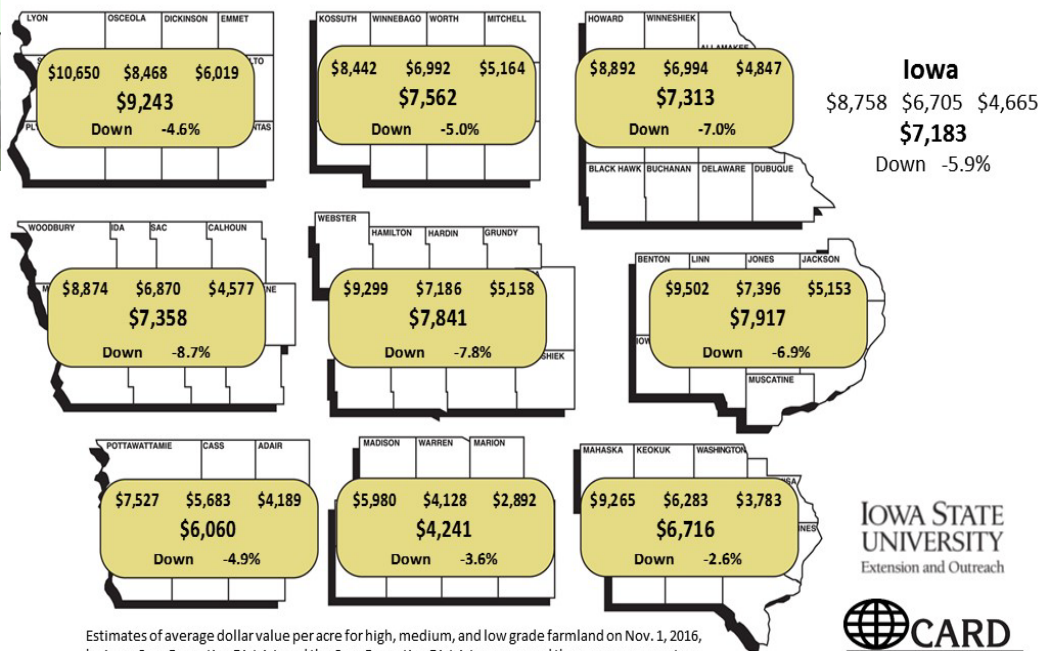 LYON OSCEOLA DICKINSON EMMET
$10,650 $8,468 $6,019
$9,243
Down -4.6%
KOSSUTH WINNEBAGO WORTH MITCHELL
$8,442 $6,992 $5,164
$7,562
Down -5.0%
HOWARD WINNESHIEK
$8,892 $6,994 $4,847
$7,313
Down -7.0%
BLACK HAWK BUCHANAN DELAWARE DUBUQUE
Iowa
$8,758 $6,705 $4,665
$7,183
Down -5.9%
WOODBURY IDA SAC CALHOUN
$8,874 $6,870 $4,577
$7,358
Down -8.7%
WEBSTER
HAMILTON HARDIN GRUNDY
$9,299 $7,186 $5,158
$7,841
Down -7.8%
BENTON LINN JONES JACKSON
$9,502 $7,396 $5,153
$7,917
Down -6.9%
MUSCATINE
POTTAWATTAMIE CASS ADAIR
$7,527 $5,683 $4,189
$6,060
Down -4.9%
MADISON WARREN MARION
$5,980 $4,128 $2,892
$4,241
Down -3.6%
MAHASKA KEOKUK WASHINGTON
$9,265 $6,283 $3,783
$6,716
Down -2.6%
IOWA STATE
UNIVERSITY
Extension and Outreach
CARD
Estimates of average dollar value per acre for high, medium, and low grade farmland on Nov. 1, 2016,